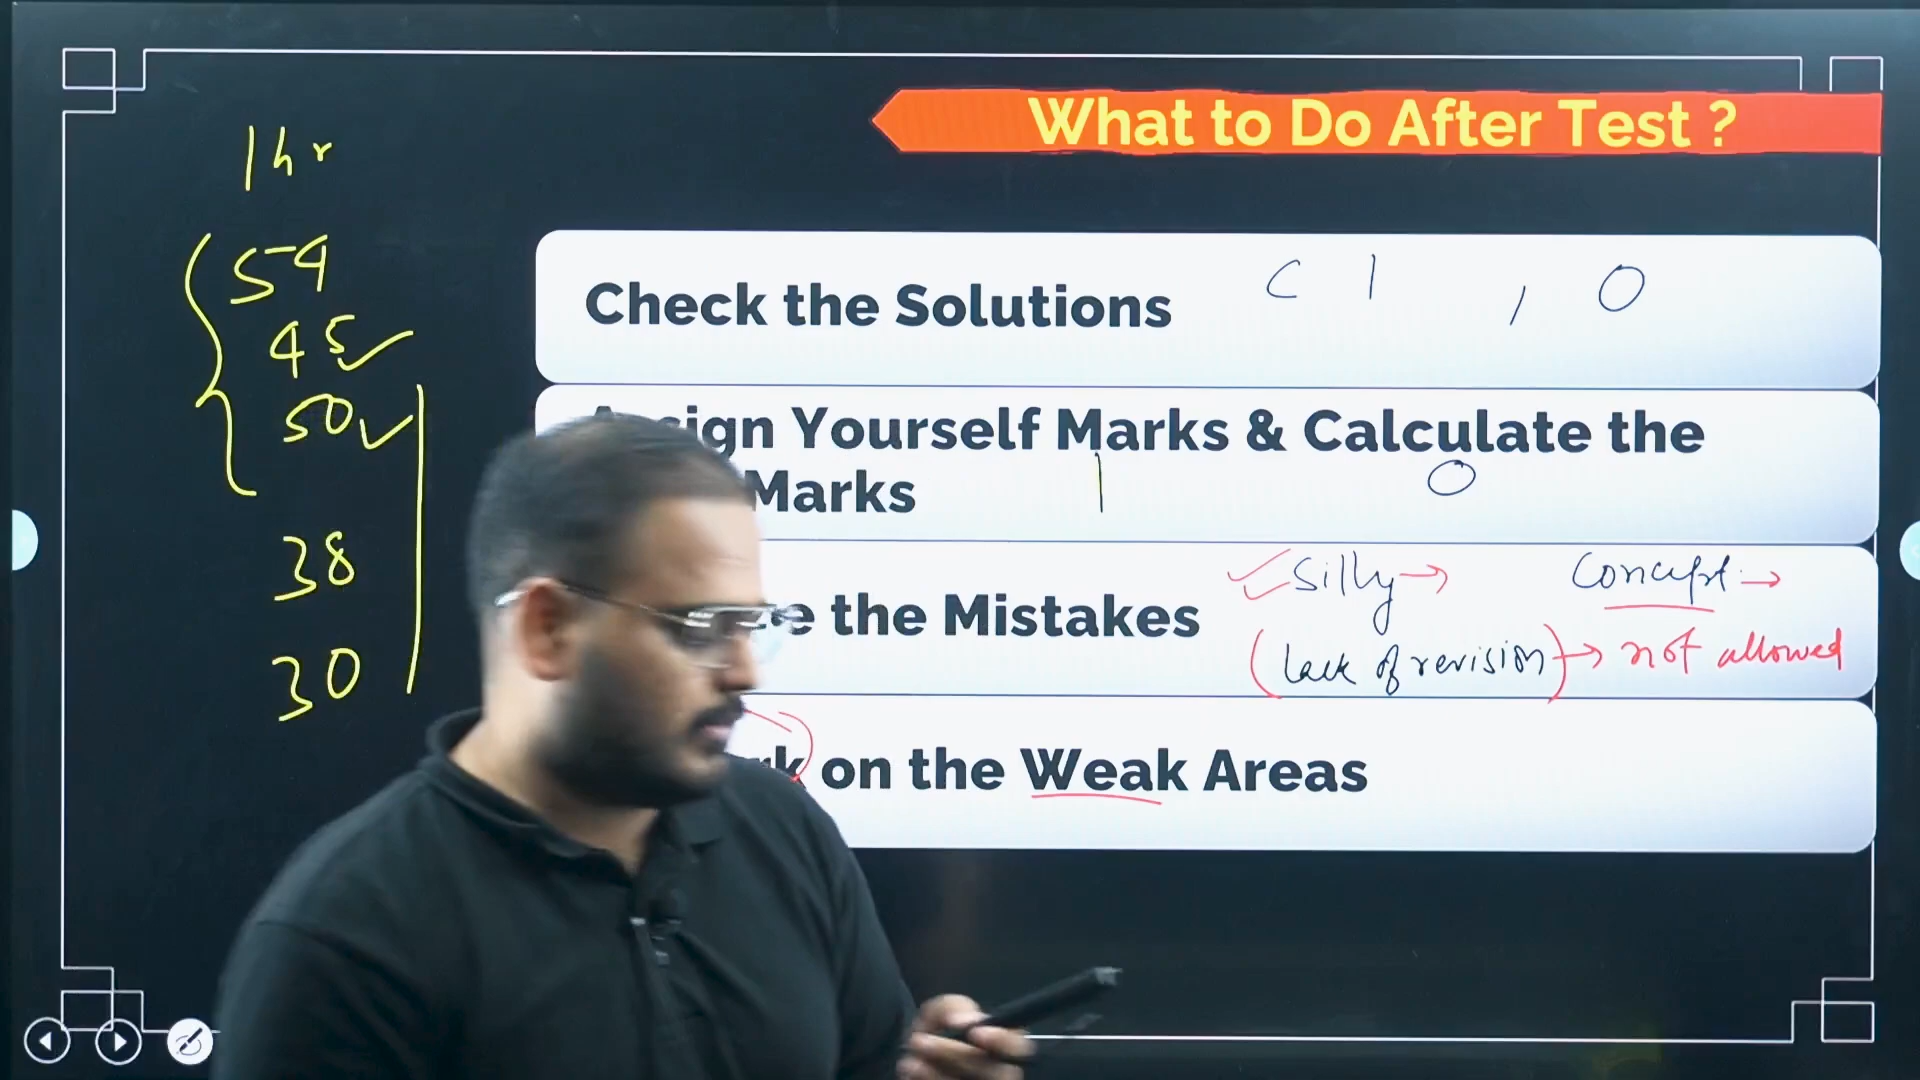 What to Do After Test ?
1hr
54
45
50
38
30
Check the Solutions C 1 , 0
Yourself Marks & Calculate the
Marks 1 0
the Mistakes
Silly → Concept →
(lack of revision) → not allowed
on the Weak Areas